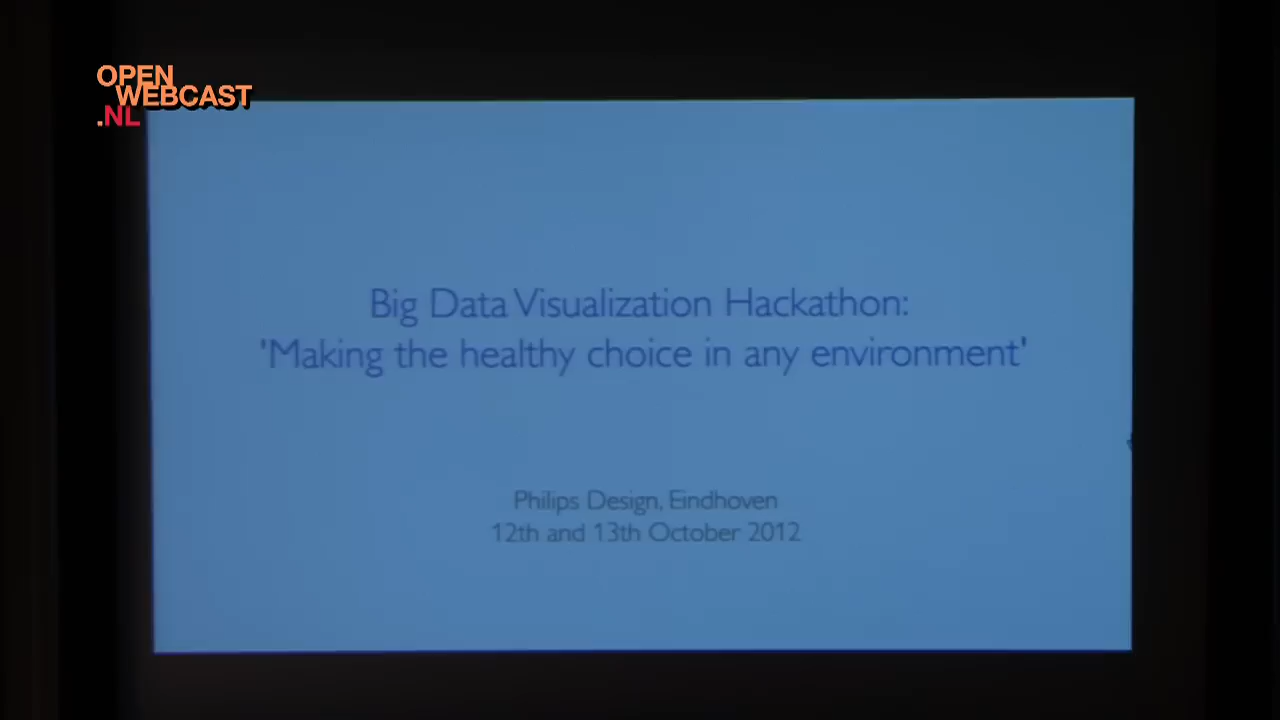 OPEN
WEBCAST
.NL
Big Data Visualization Hackathon:
'Making the healthy choice in any environment'
Philips Design, Eindhoven
12th and 13th October 2012